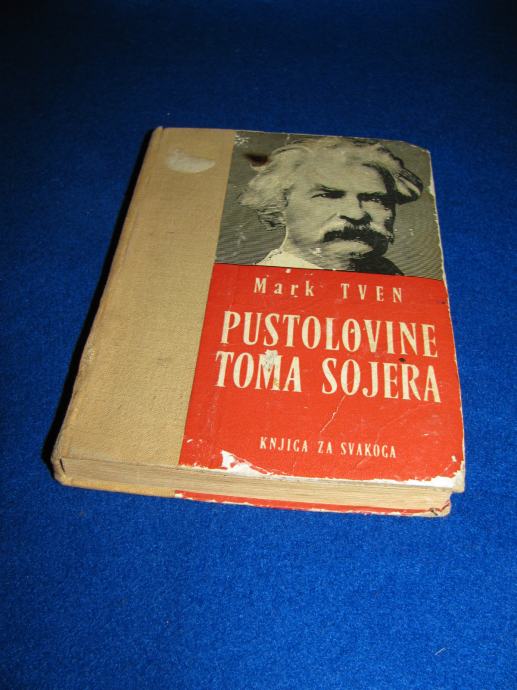 Mark TVEN
PUSTOLOVINE
TOMA SOJERA
KNJIGA ZA SVAKOGA